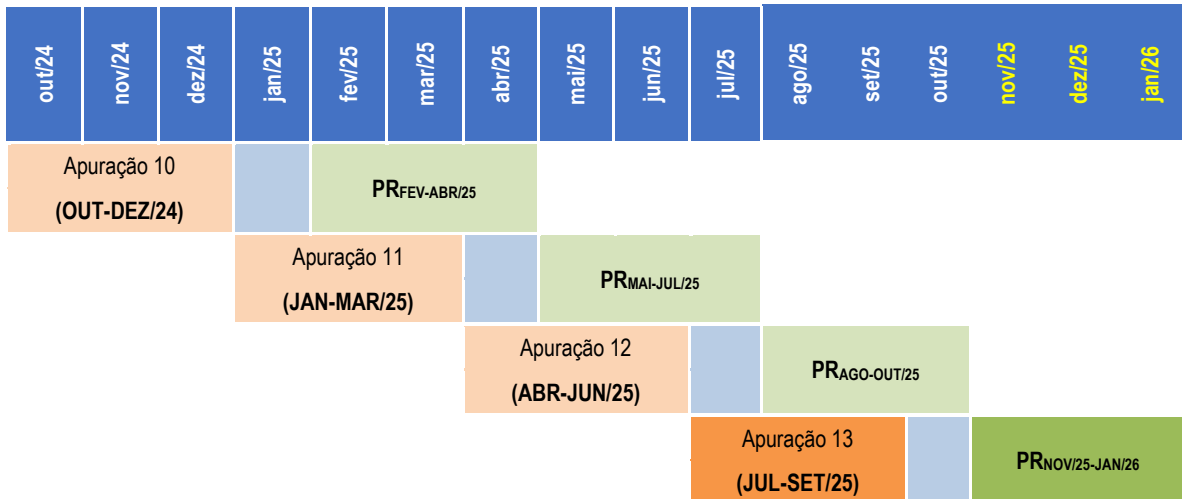 out/24
nov/24
dez/24
jan/25
fev/25
mar/25
abr/25
mai/25
jun/25
jul/25
ago/25
set/25
out/25
nov/25
dez/25
jan/26
Apuração 10
(OUT-DEZ/24)
PRFEV-ABR/25
Apuração 11
(JAN-MAR/25)
PRMAI-JUL/25
Apuração 12
(ABR-JUN/25)
PRAGO-OUT/25
Apuração 13
(JUL-SET/25)
PRNOV/25-JAN/26